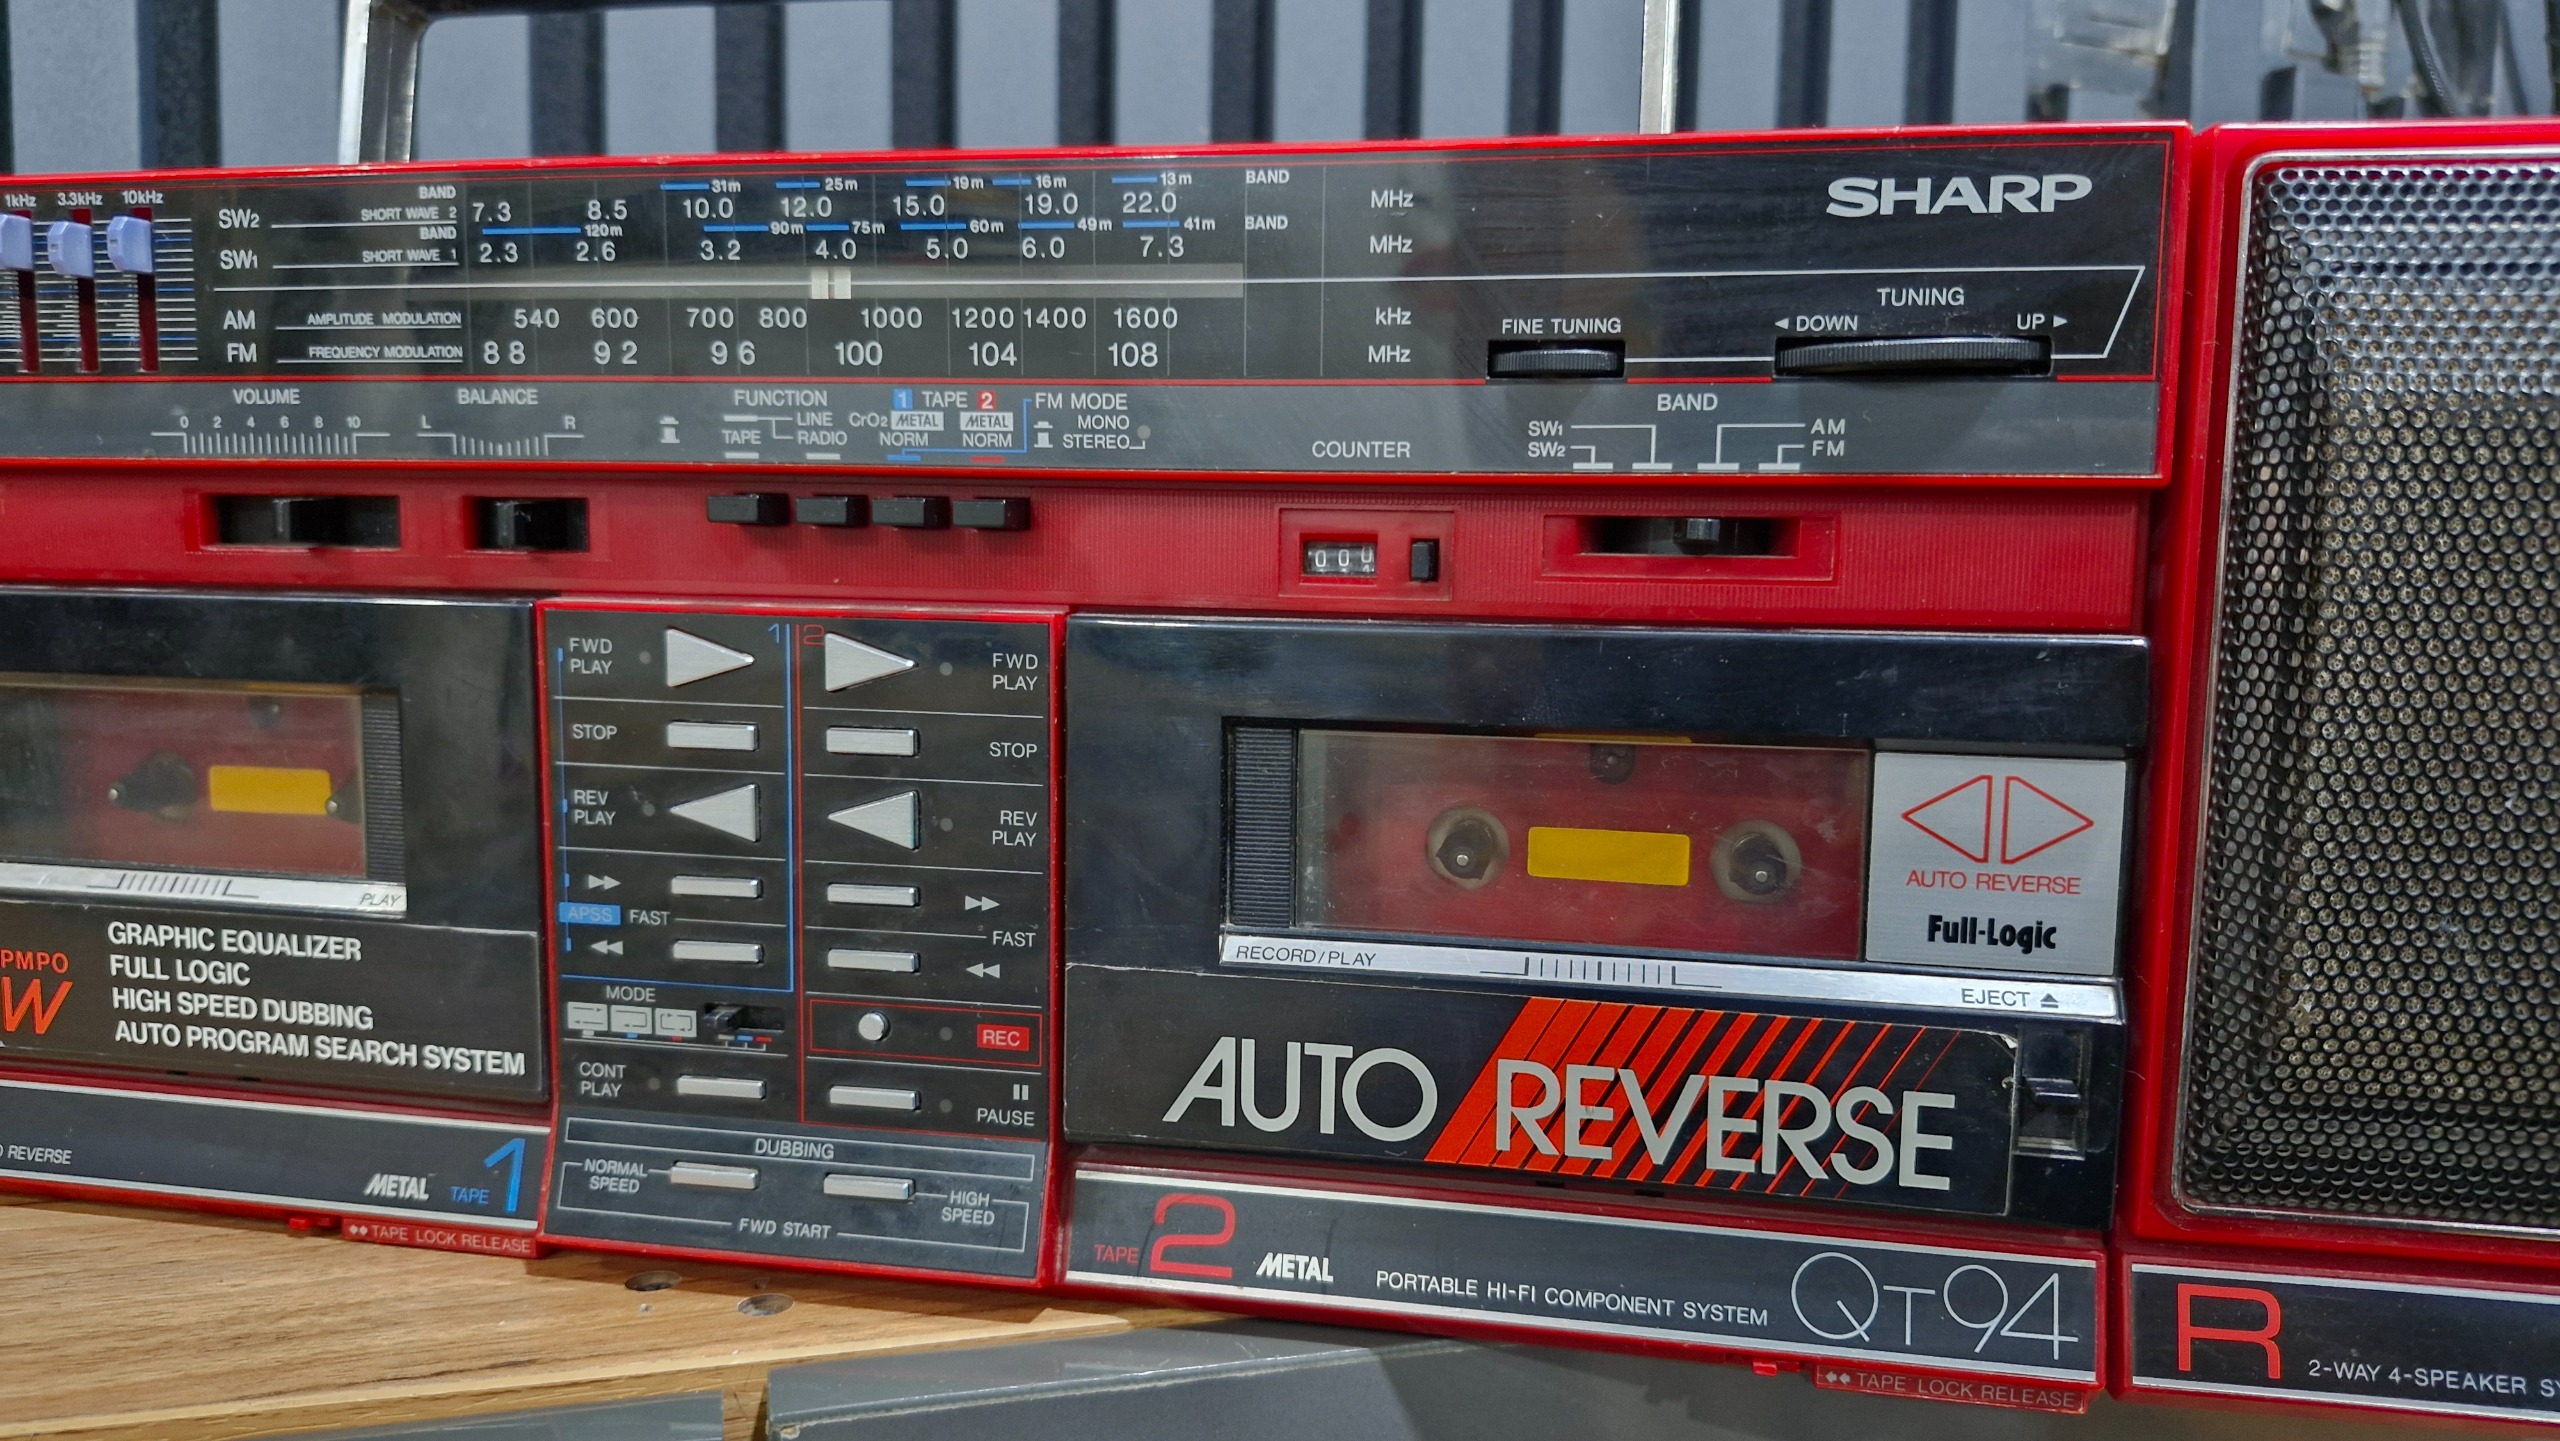 1kHz 3.3kHz 10kHz
BAND 31m 25m 19m 16m 13m BAND
SW2 SHORT WAVE 2 7.3 8.5 10.0 12.0 15.0 19.0 22.0 MHz
BAND 120m 90m 75m 60m 49m 41m BAND
SW1 SHORT WAVE 1 2.3 2.6 3.2 4.0 5.0 6.0 7.3 MHz
AM AMPLITUDE MODULATION 540 600 700 800 1000 1200 1400 1600 kHz
FM FREQUENCY MODULATION 88 92 96 100 104 108 MHz
SHARP
TUNING
FINE TUNING ◄ DOWN UP ►
VOLUME
0 2 4 6 8 10
BALANCE
L R
FUNCTION
LINE
TAPE RADIO
1 TAPE 2
CrO2 METAL METAL
NORM NORM
FM MODE
MONO
STEREO
COUNTER
BAND
SW1 AM
SW2 FM
0 0
PLAY
PMPO
W
GRAPHIC EQUALIZER
FULL LOGIC
HIGH SPEED DUBBING
AUTO PROGRAM SEARCH SYSTEM
REVERSE
METAL TAPE 1
TAPE LOCK RELEASE
1 2
FWD PLAY
FWD PLAY
STOP
STOP
REV PLAY
REV PLAY
APSS FAST
FAST
MODE
REC
CONT PLAY
PAUSE
DUBBING
NORMAL SPEED
HIGH SPEED
FWD START
AUTO REVERSE
Full-Logic
RECORD/PLAY
EJECT
AUTO REVERSE
TAPE 2 METAL PORTABLE HI-FI COMPONENT SYSTEM QT94
TAPE LOCK RELEASE
R 2-WAY 4-SPEAKER